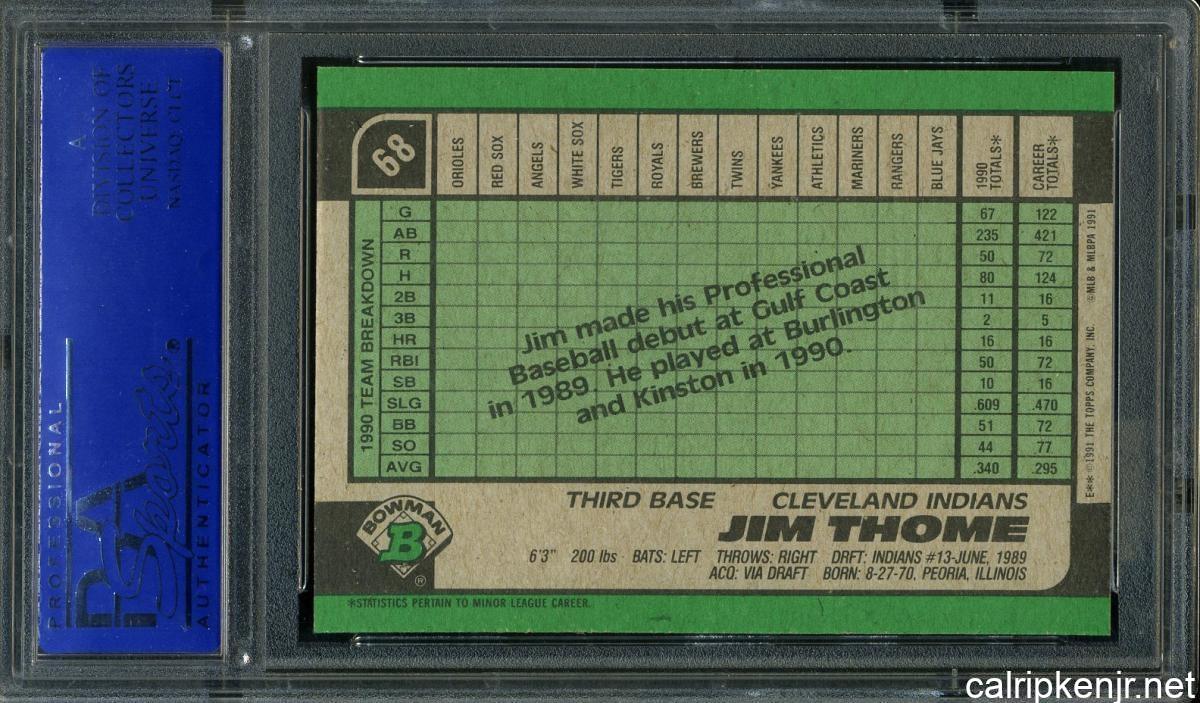 A
DIVISION OF
COLLECTORS
UNIVERSE
NASDAQ: CLCT
PROFESSIONAL
PSA
Sports®
AUTHENTICATOR
68
ORIOLES RED SOX ANGELS WHITE SOX TIGERS ROYALS BREWERS TWINS YANKEES ATHLETICS MARINERS RANGERS BLUE JAYS 1990 TOTALS* CAREER TOTALS*
1990 TEAM BREAKDOWN
G 67 122
AB 235 421
R 50 72
H 80 124
2B 11 16
3B 2 5
HR 16 16
RBI 50 72
SB 10 16
SLG .609 .470
BB 51 72
SO 44 77
AVG .340 .295
Jim made his Professional
Baseball debut at Gulf Coast
in 1989. He played at Burlington
and Kinston in 1990.
E** ©1991 THE TOPPS COMPANY, INC. ©MLB & MLBPA 1991
BOWMAN
B
®
THIRD BASE CLEVELAND INDIANS
JIM THOME
6'3" 200 lbs BATS: LEFT THROWS: RIGHT DRFT: INDIANS #13-JUNE, 1989
ACQ: VIA DRAFT BORN: 8-27-70, PEORIA, ILLINOIS
*STATISTICS PERTAIN TO MINOR LEAGUE CAREER.
calripkenjr.net